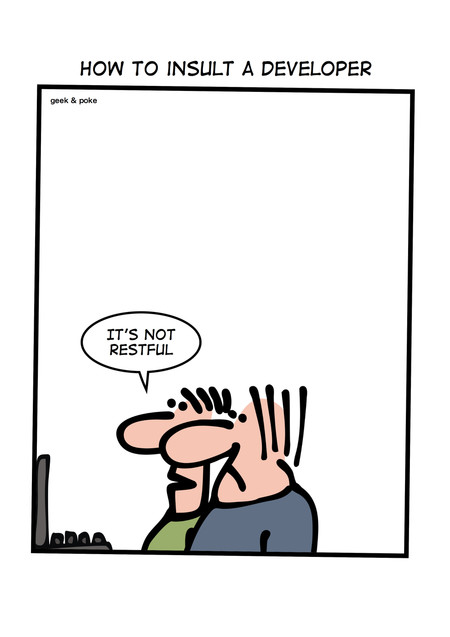 HOW TO INSULT A DEVELOPER
geek & poke
IT'S NOT
RESTFUL